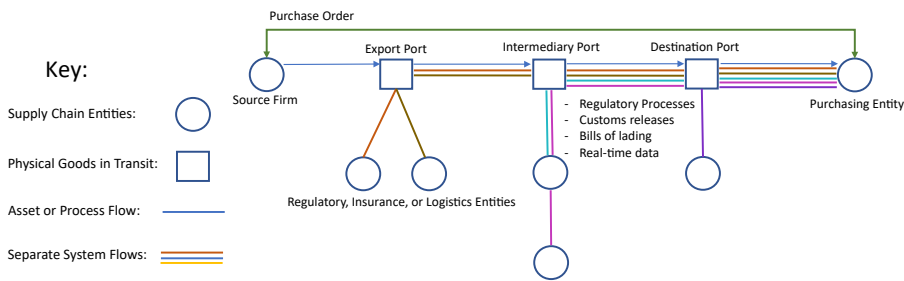 Purchase Order
Export Port
Intermediary Port
Destination Port
Key:
Source Firm
Purchasing Entity
Supply Chain Entities:
- Regulatory Processes
- Customs releases
- Bills of lading
- Real-time data
Physical Goods in Transit:
Regulatory, Insurance, or Logistics Entities
Asset or Process Flow:
Separate System Flows: